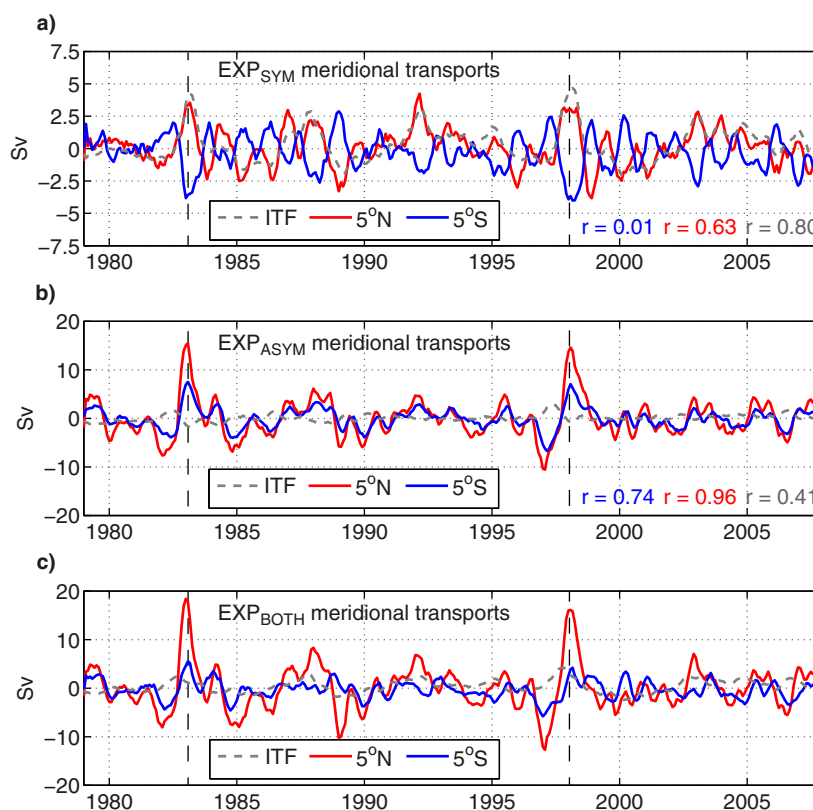 a)
7.5
5
2.5
0
−2.5
−5
−7.5
Sv
EXPSYM meridional transports
ITF 5oN 5oS
r = 0.01 r = 0.63 r = 0.80
1980 1985 1990 1995 2000 2005
b)
20
10
0
−10
−20
Sv
EXPASYM meridional transports
ITF 5oN 5oS
r = 0.74 r = 0.96 r = 0.41
1980 1985 1990 1995 2000 2005
c)
20
10
0
−10
−20
Sv
EXPBOTH meridional transports
ITF 5oN 5oS
1980 1985 1990 1995 2000 2005